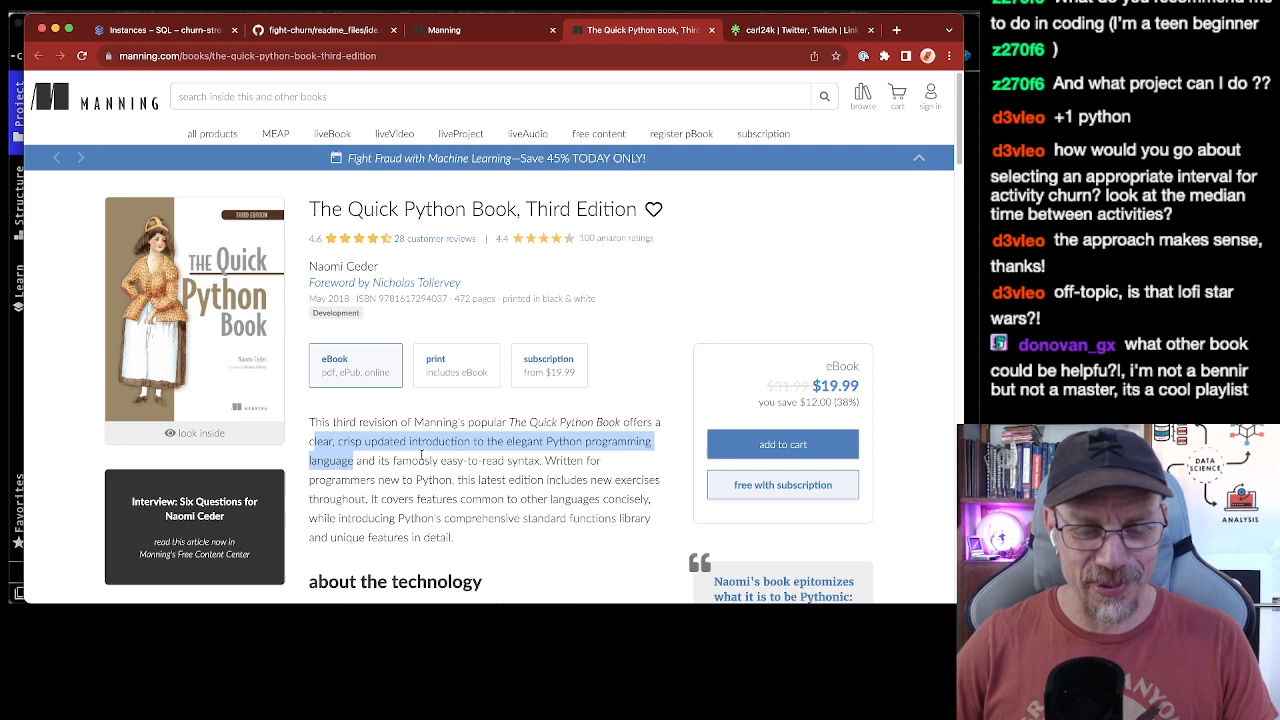 Instances – SQL – churn-stre
fight-churn/readme_files/ide.
Manning
The Quick Python Book, Third
carl24k | Twitter, Twitch | Link
manning.com/books/the-quick-python-book-third-edition
MANNING
search inside this and other books
browse
cart
sign in
all products
MEAP
liveBook
liveVideo
liveProject
liveAudio
free content
register pBook
subscription
Fight Fraud with Machine Learning—Save 45% TODAY ONLY!
THIRD EDITION
THE Quick
Python
Book
Naomi Ceder
MANNING
look inside
Interview: Six Questions for
Naomi Ceder
read this article now in
Manning's Free Content Center
The Quick Python Book, Third Edition
4.6
28 customer reviews | 4.4
100 amazon ratings
Naomi Ceder
Foreword by Nicholas Tollervey
May 2018 · ISBN 9781617294037 · 472 pages · printed in black & white
Development
eBook
pdf, ePub, online
print
includes eBook
subscription
from $19.99
This third revision of Manning's popular The Quick Python Book offers a
clear, crisp updated introduction to the elegant Python programming
language and its famously easy-to-read syntax. Written for
programmers new to Python, this latest edition includes new exercises
throughout. It covers features common to other languages concisely,
while introducing Python's comprehensive standard functions library
and unique features in detail.
about the technology
eBook
$31.99 $19.99
you save $12.00 (38%)
add to cart
free with subscription
Naomi's book epitomizes
what it is to be Pythonic:
Project
Structure
Learn
Favorites
to do in coding (I'm a teen beginner
z270f6 )
z270f6 And what project can I do ??
d3vleo +1 python
d3vleo how would you go about
selecting an appropriate interval for
activity churn? look at the median
time between activities?
d3vleo the approach makes sense,
thanks!
d3vleo off-topic, is that lofi star
wars?!
donovan_gx what other book
could be helpfu?I, i'm not a bennir
but not a master, its a cool playlist
DATA
SCIENCE
ANALYSIS